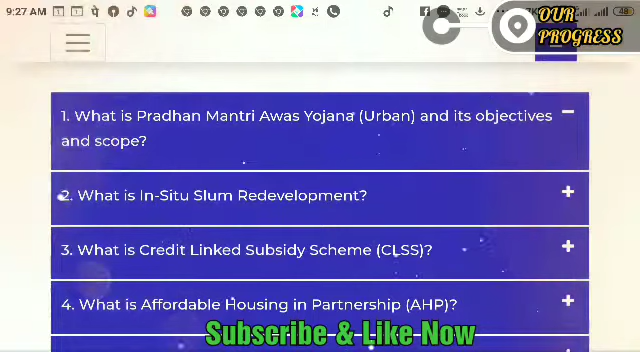 9:27 AM
OUR
PROGRESS
1. What is Pradhan Mantri Awas Yojana (Urban) and its objectives
and scope?
2. What is In-Situ Slum Redevelopment?
3. What is Credit Linked Subsidy Scheme (CLSS)?
4. What is Affordable Housing in Partnership (AHP)?
Subscribe & Like Now